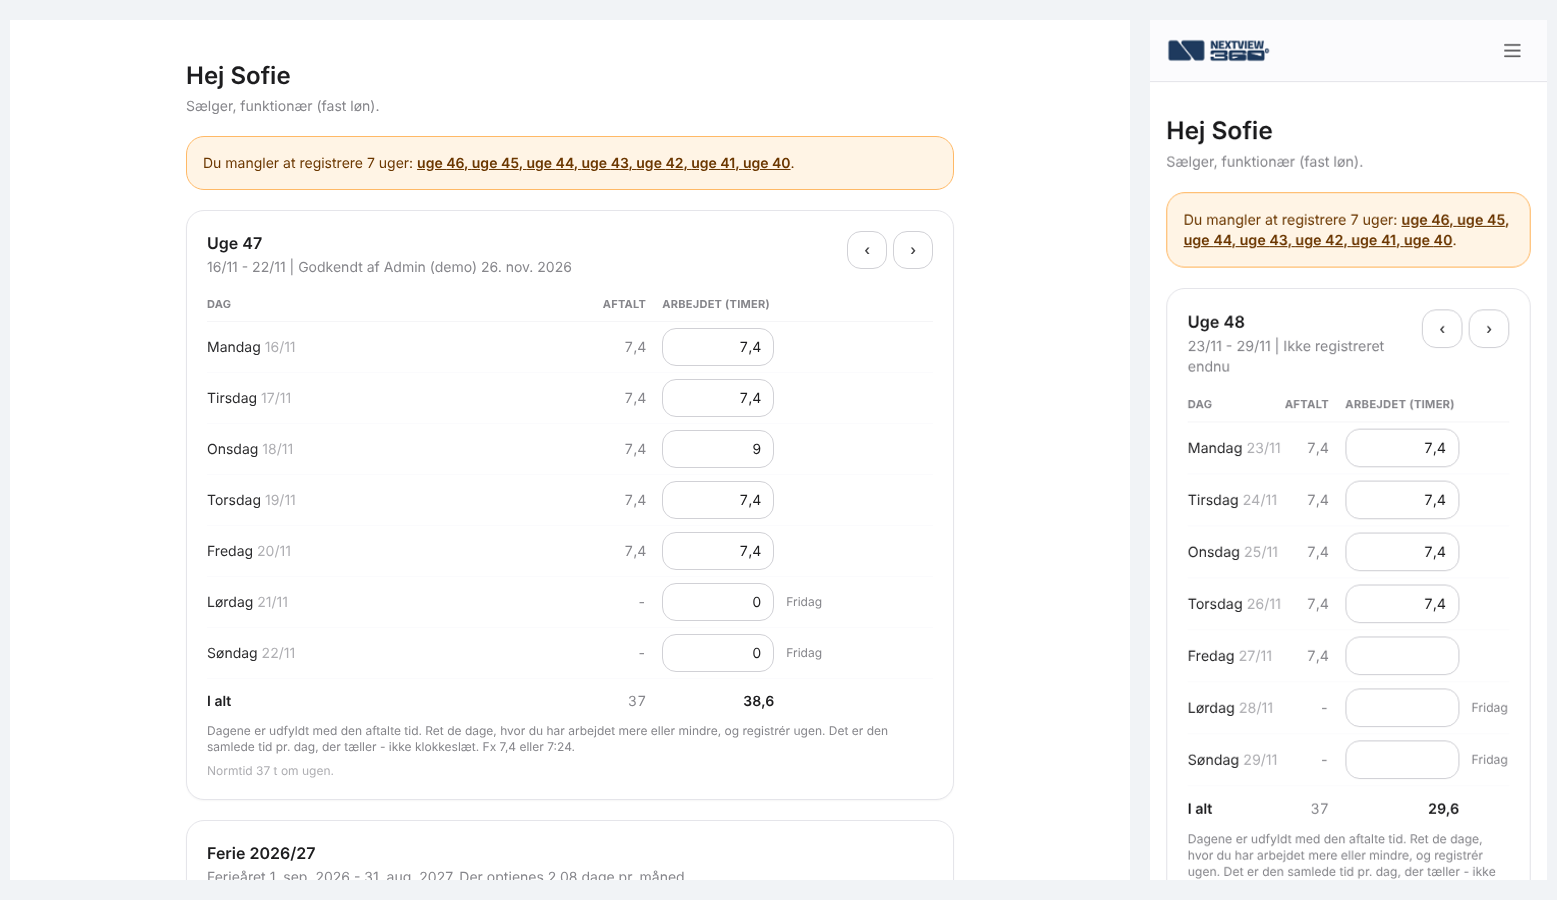 Hej Sofie
Sælger, funktionær (fast løn).
Du mangler at registrere 7 uger: uge 46, uge 45, uge 44, uge 43, uge 42, uge 41, uge 40.
Uge 47
16/11 - 22/11 | Godkendt af Admin (demo) 26. nov. 2026
‹ ›
DAG AFTALT ARBEJDET (TIMER)
Mandag 16/11 7,4 7,4
Tirsdag 17/11 7,4 7,4
Onsdag 18/11 7,4 9
Torsdag 19/11 7,4 7,4
Fredag 20/11 7,4 7,4
Lørdag 21/11 - 0 Fridag
Søndag 22/11 - 0 Fridag
I alt 37 38,6
Dagene er udfyldt med den aftalte tid. Ret de dage, hvor du har arbejdet mere eller mindre, og registrér ugen. Det er den
samlede tid pr. dag, der tæller - ikke klokkeslæt. Fx 7,4 eller 7:24.
Normtid 37 t om ugen.
Ferie 2026/27
Ferieåret 1. sep. 2026 - 31. aug. 2027. Der optjenes 2,08 dage pr. måned
NEXTVIEW
360
Hej Sofie
Sælger, funktionær (fast løn).
Du mangler at registrere 7 uger: uge 46, uge 45,
uge 44, uge 43, uge 42, uge 41, uge 40.
Uge 48
23/11 - 29/11 | Ikke registreret
endnu
‹ ›
DAG AFTALT ARBEJDET (TIMER)
Mandag 23/11 7,4 7,4
Tirsdag 24/11 7,4 7,4
Onsdag 25/11 7,4 7,4
Torsdag 26/11 7,4 7,4
Fredag 27/11 7,4
Lørdag 28/11 - Fridag
Søndag 29/11 - Fridag
I alt 37 29,6
Dagene er udfyldt med den aftalte tid. Ret de dage,
hvor du har arbejdet mere eller mindre, og registrér
ugen. Det er den samlede tid pr. dag, der tæller - ikke